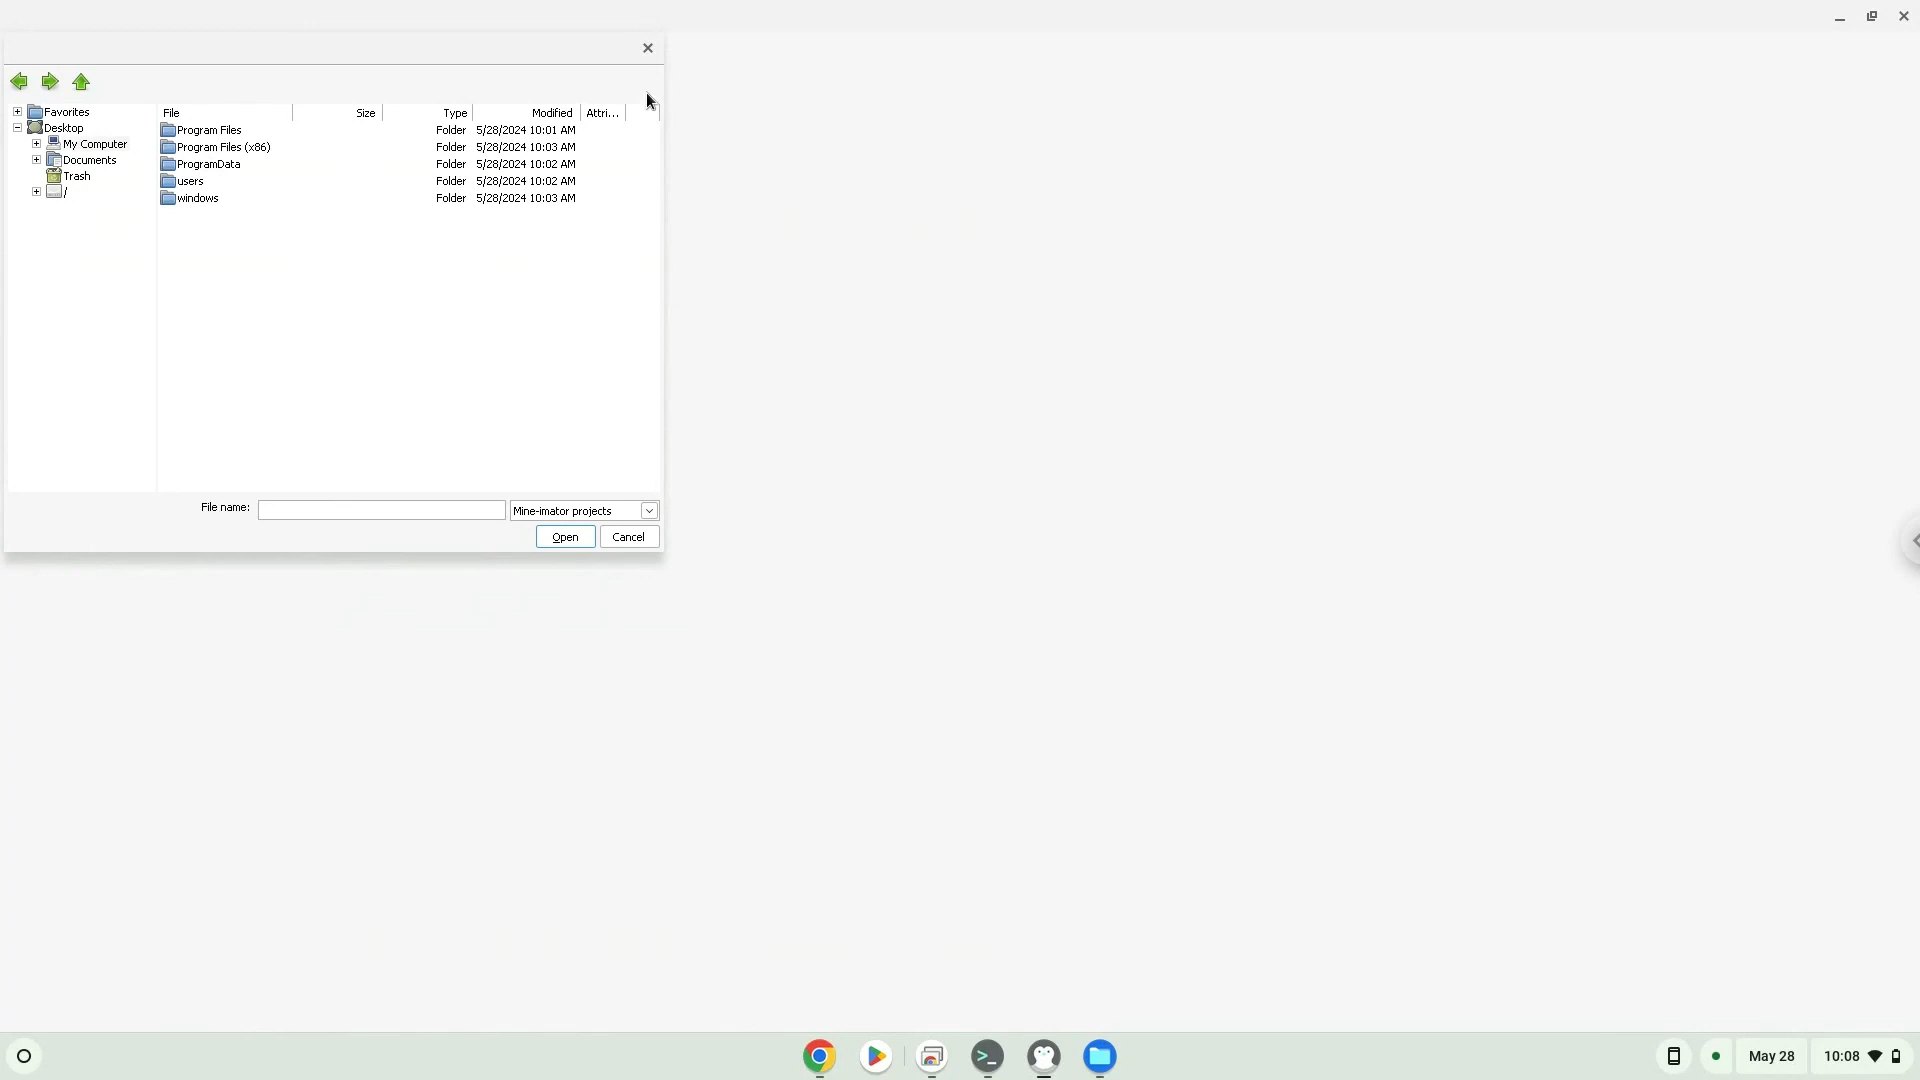 File Size Type Modified Attri...
Favorites
Desktop
My Computer
Documents
Trash
/
Program Files Folder 5/28/2024 10:01 AM
Program Files (x86) Folder 5/28/2024 10:03 AM
ProgramData Folder 5/28/2024 10:02 AM
users Folder 5/28/2024 10:02 AM
windows Folder 5/28/2024 10:03 AM
File name: Mine-imator projects
Open Cancel
May 28 10:08